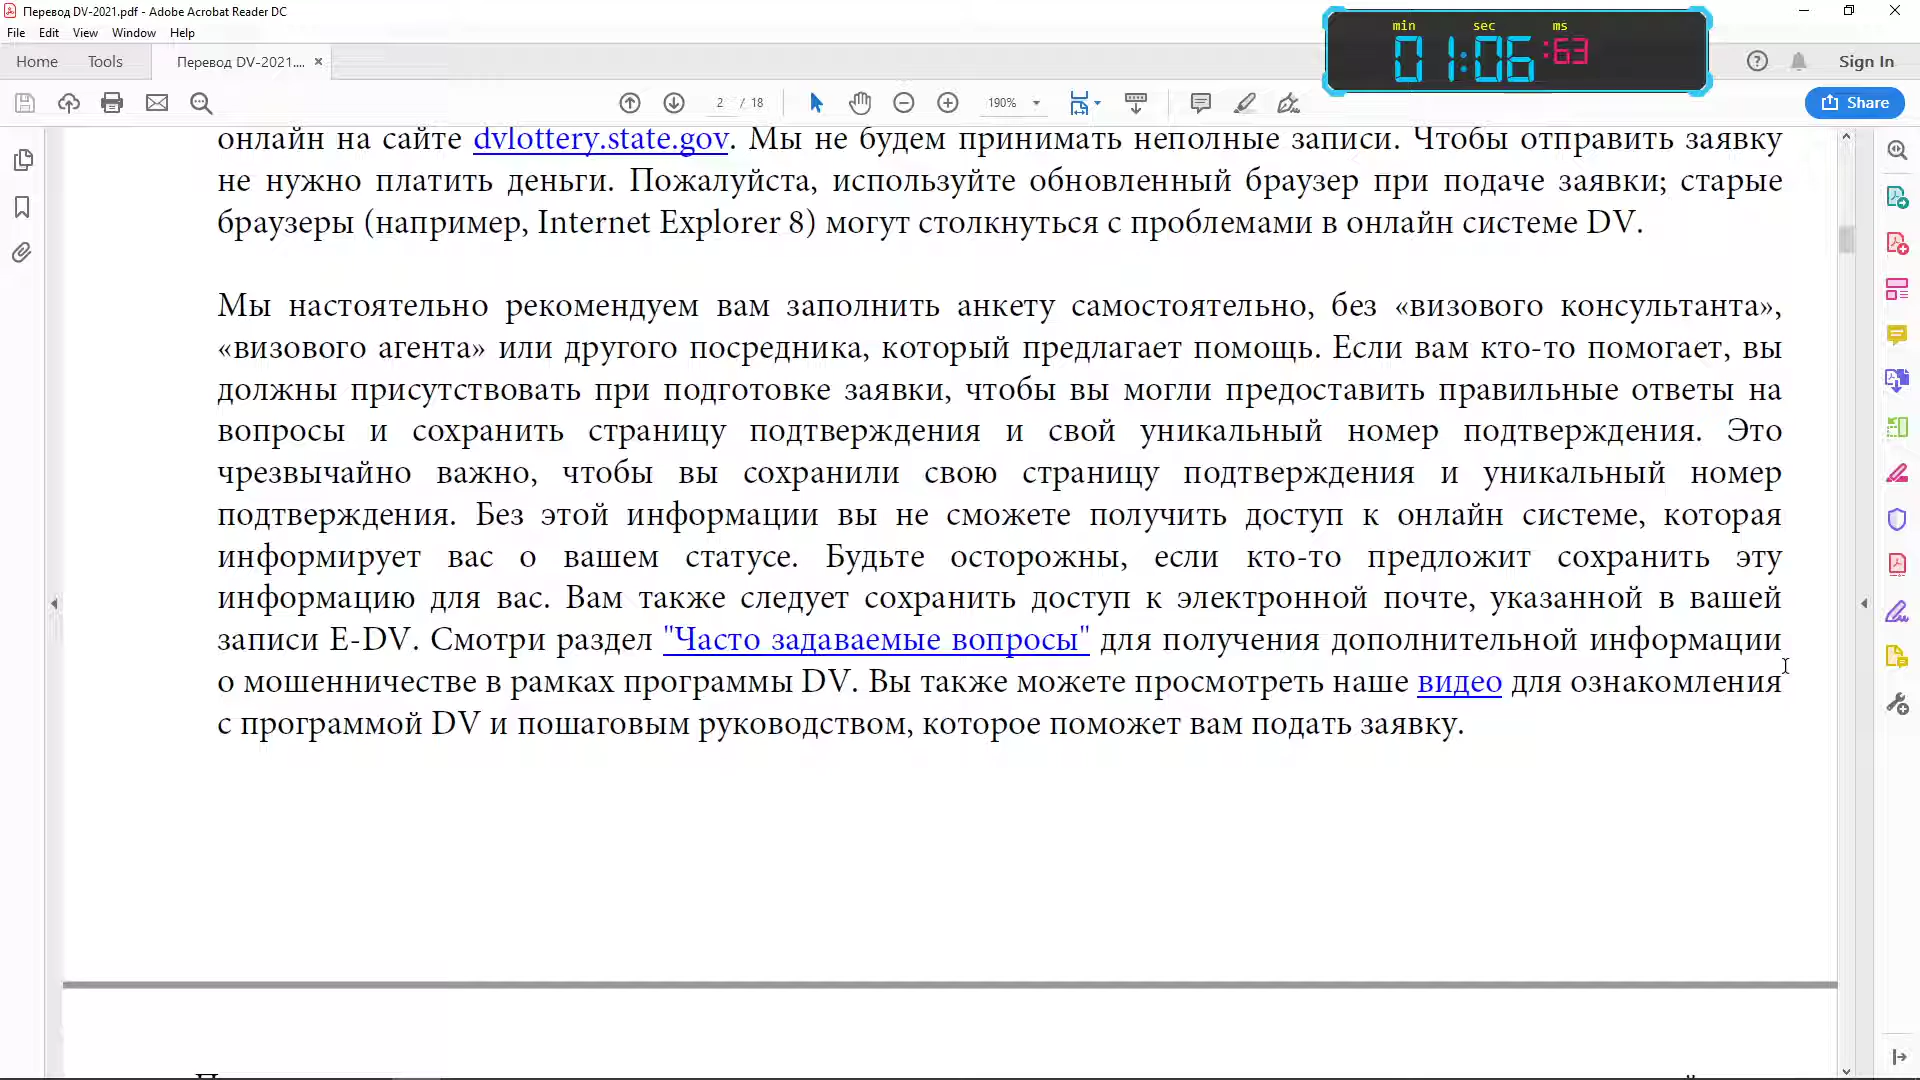 Перевод DV-2021.pdf - Adobe Acrobat Reader DC
File Edit View Window Help
min sec ms
01:06:63
Home Tools Перевод DV-2021.... × Sign In
2 / 18 190% Share
онлайн на сайте dvlottery.state.gov. Мы не будем принимать неполные записи. Чтобы отправить заявку
не нужно платить деньги. Пожалуйста, используйте обновленный браузер при подаче заявки; старые
браузеры (например, Internet Explorer 8) могут столкнуться с проблемами в онлайн системе DV.
Мы настоятельно рекомендуем вам заполнить анкету самостоятельно, без «визового консультанта»,
«визового агента» или другого посредника, который предлагает помощь. Если вам кто-то помогает, вы
должны присутствовать при подготовке заявки, чтобы вы могли предоставить правильные ответы на
вопросы и сохранить страницу подтверждения и свой уникальный номер подтверждения. Это
чрезвычайно важно, чтобы вы сохранили свою страницу подтверждения и уникальный номер
подтверждения. Без этой информации вы не сможете получить доступ к онлайн системе, которая
информирует вас о вашем статусе. Будьте осторожны, если кто-то предложит сохранить эту
информацию для вас. Вам также следует сохранить доступ к электронной почте, указанной в вашей
записи E-DV. Смотри раздел "Часто задаваемые вопросы" для получения дополнительной информации
о мошенничестве в рамках программы DV. Вы также можете просмотреть наше видео для ознакомления
с программой DV и пошаговым руководством, которое поможет вам подать заявку.